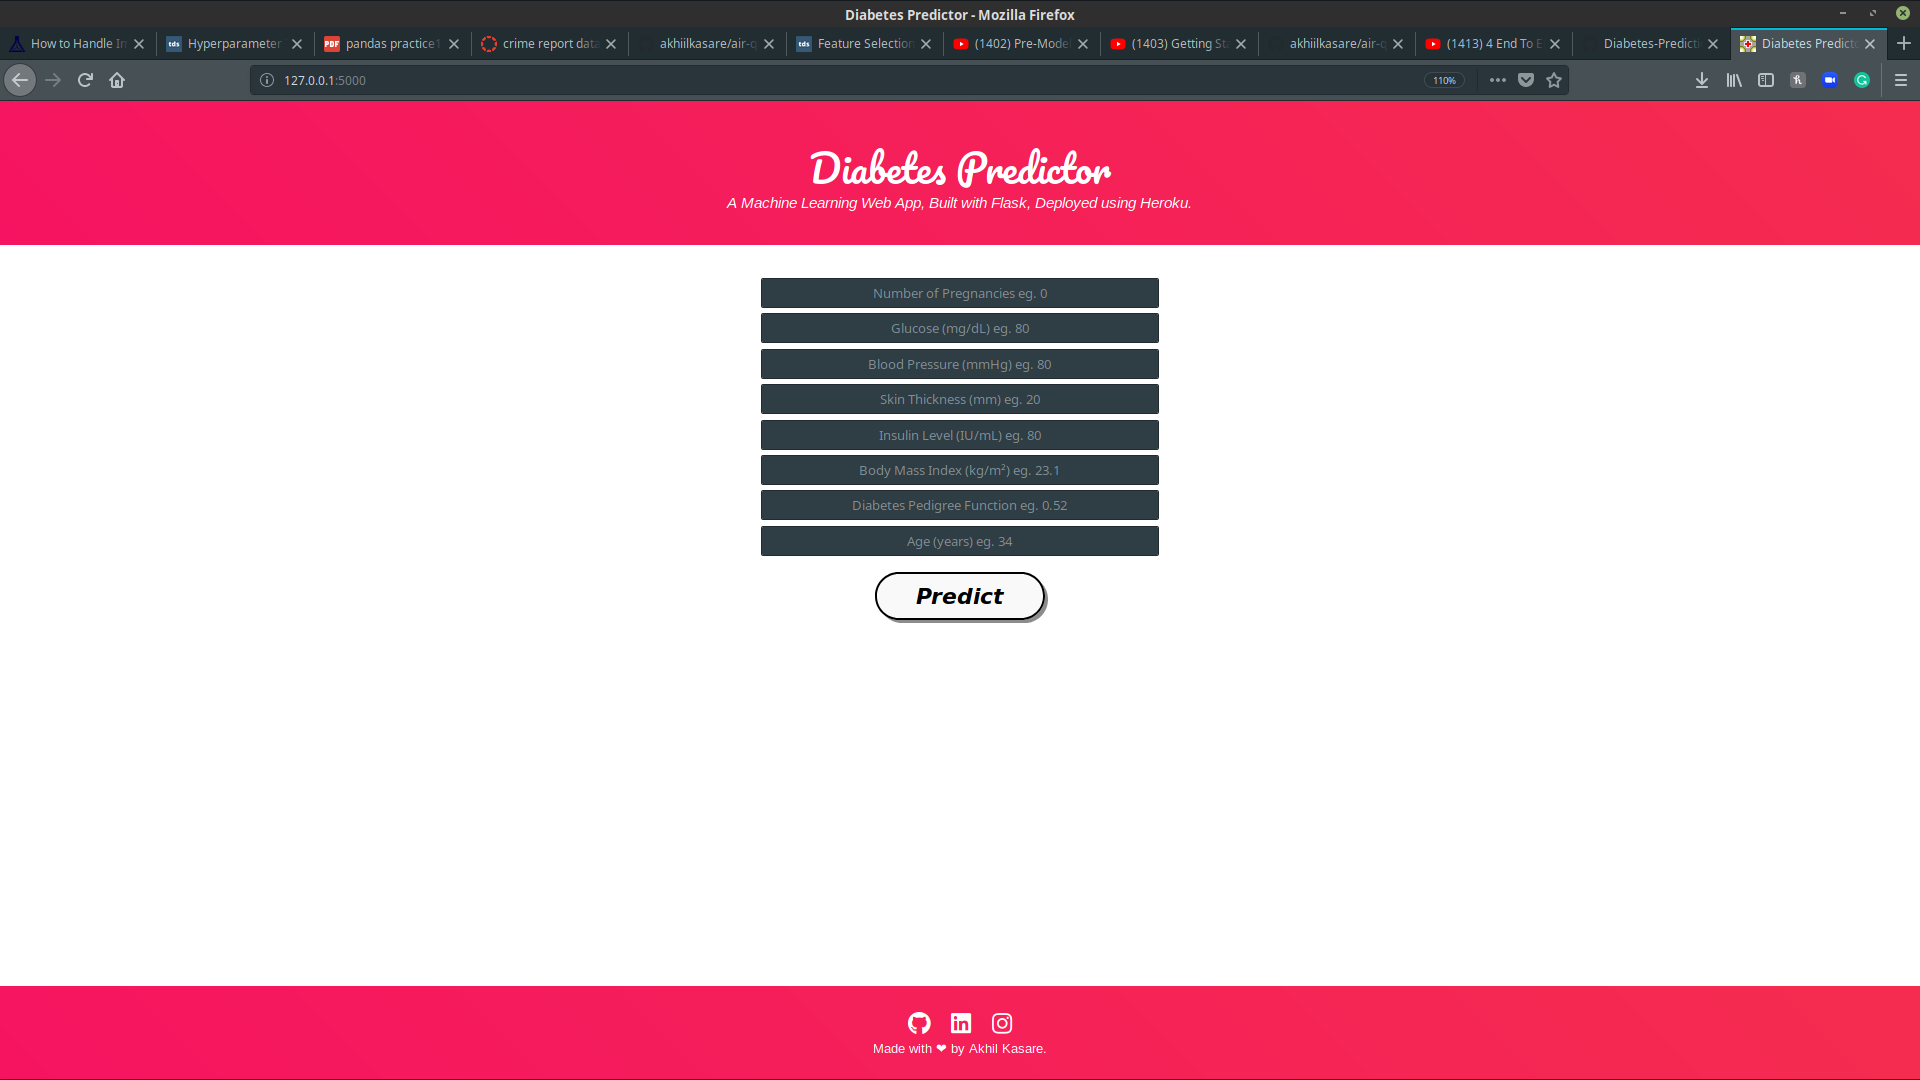 Diabetes Predictor - Mozilla Firefox
How to Handle Im
tds Hyperparameter
PDF pandas practice1
crime report data
akhiilkasare/air-q
tds Feature Selection
(1402) Pre-Model
(1403) Getting Sta
akhiilkasare/air-q
(1413) 4 End To E
Diabetes-Predicti
Diabetes Predicto
127.0.0.1:5000
110%
Diabetes Predictor
A Machine Learning Web App, Built with Flask, Deployed using Heroku.
Number of Pregnancies eg. 0
Glucose (mg/dL) eg. 80
Blood Pressure (mmHg) eg. 80
Skin Thickness (mm) eg. 20
Insulin Level (IU/mL) eg. 80
Body Mass Index (kg/m²) eg. 23.1
Diabetes Pedigree Function eg. 0.52
Age (years) eg. 34
Predict
Made with ❤ by Akhil Kasare.